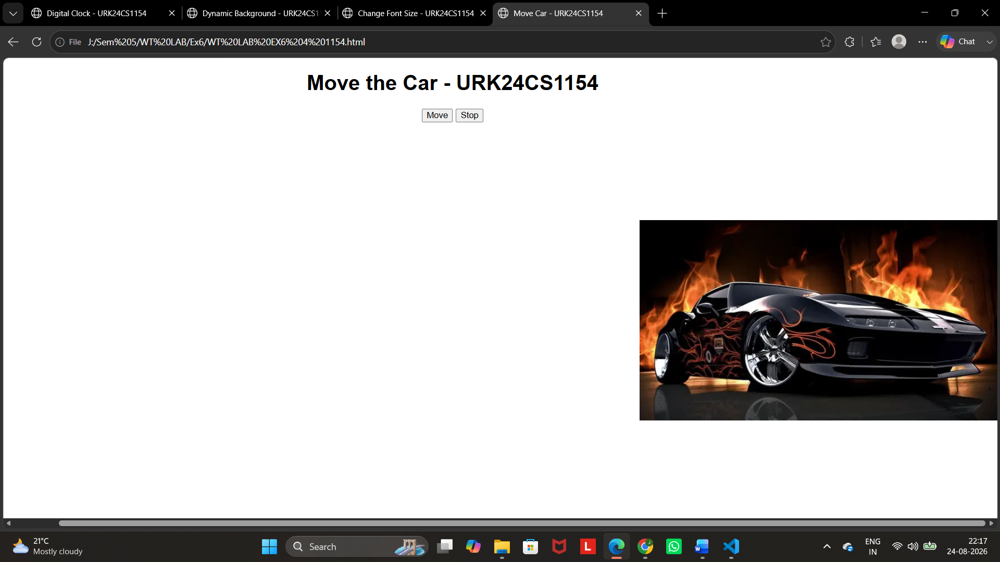 Digital Clock - URK24CS1154
Dynamic Background - URK24CS1
Change Font Size - URK24CS1154
Move Car - URK24CS1154
File
J:/Sem%205/WT%20LAB/Ex6/WT%20LAB%20EX6%204%201154.html
Chat
Move the Car - URK24CS1154
Move
Stop
21°C
Mostly cloudy
Search
L
W
J
ENG
IN
22:17
24-08-2026